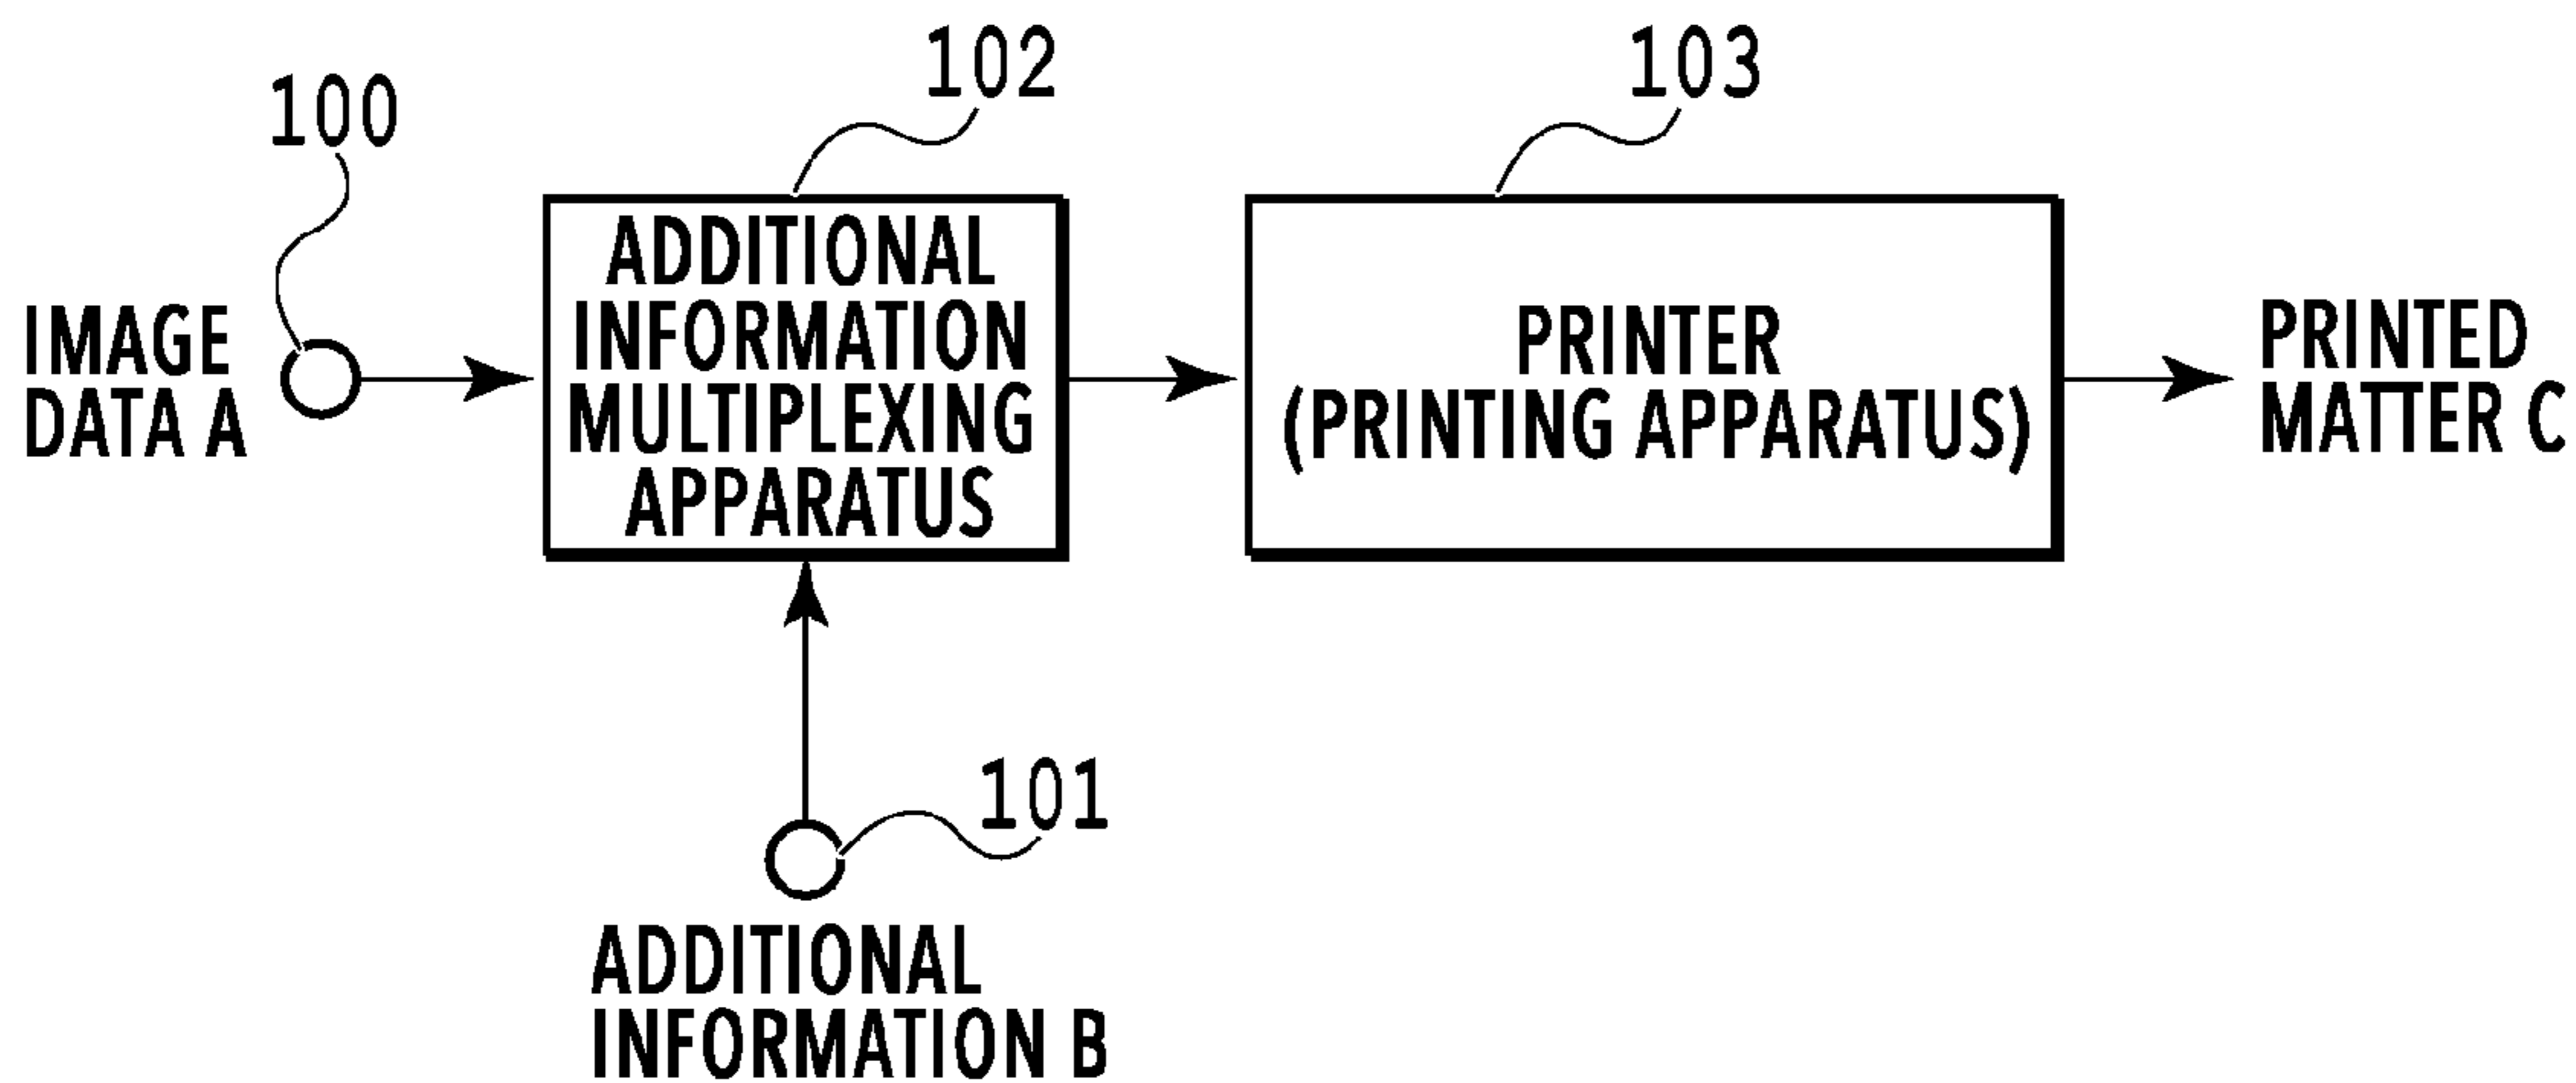 100
102
103
IMAGE
DATA A
ADDITIONAL
INFORMATION
MULTIPLEXING
APPARATUS
PRINTER
(PRINTING APPARATUS)
PRINTED
MATTER C
101
ADDITIONAL
INFORMATION B